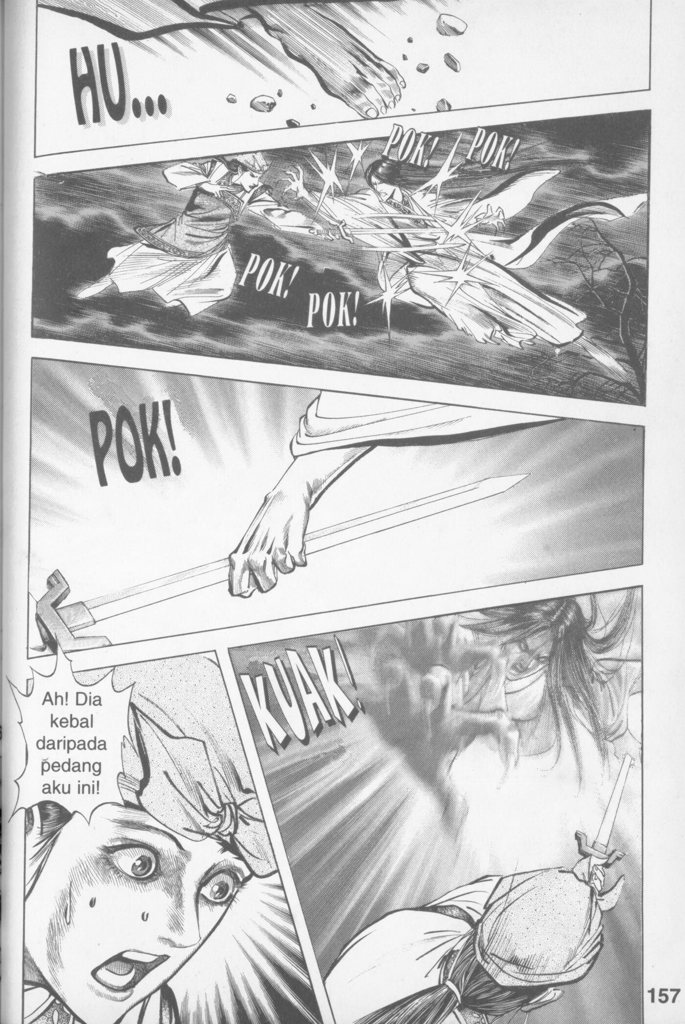 HU...
POK!
POK!
POK!
POK!
POK!
Ah! Dia
kebal
daripada
pedang
aku ini!
KUAK!
157